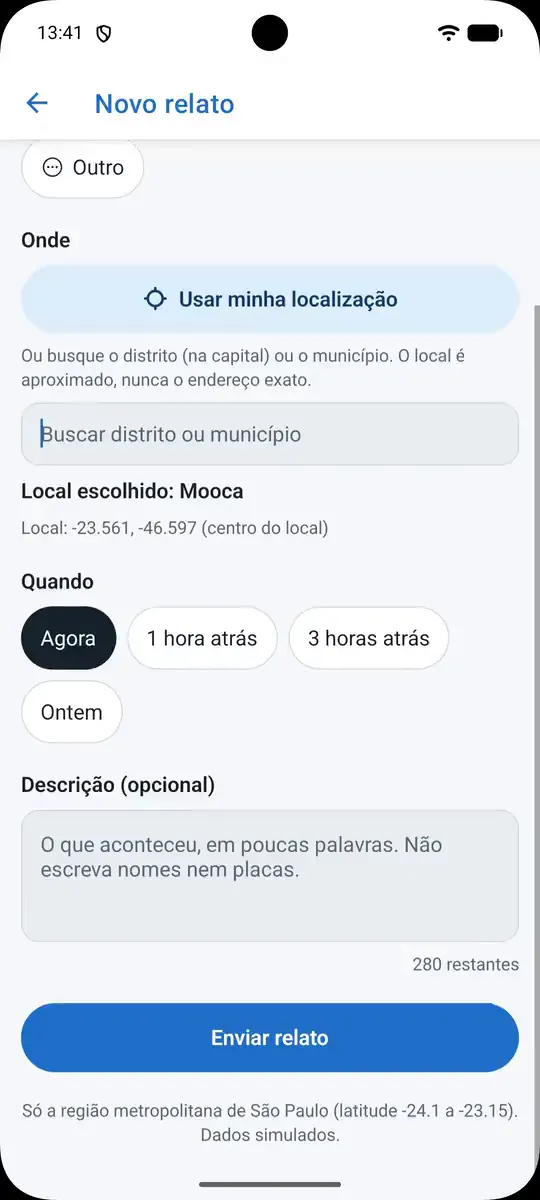 13:41
Novo relato
Outro
Onde
Usar minha localização
Ou busque o distrito (na capital) ou o município. O local é
aproximado, nunca o endereço exato.
Buscar distrito ou município
Local escolhido: Mooca
Local: -23.561, -46.597 (centro do local)
Quando
Agora
1 hora atrás
3 horas atrás
Ontem
Descrição (opcional)
O que aconteceu, em poucas palavras. Não
escreva nomes nem placas.
280 restantes
Enviar relato
Só a região metropolitana de São Paulo (latitude -24.1 a -23.15).
Dados simulados.